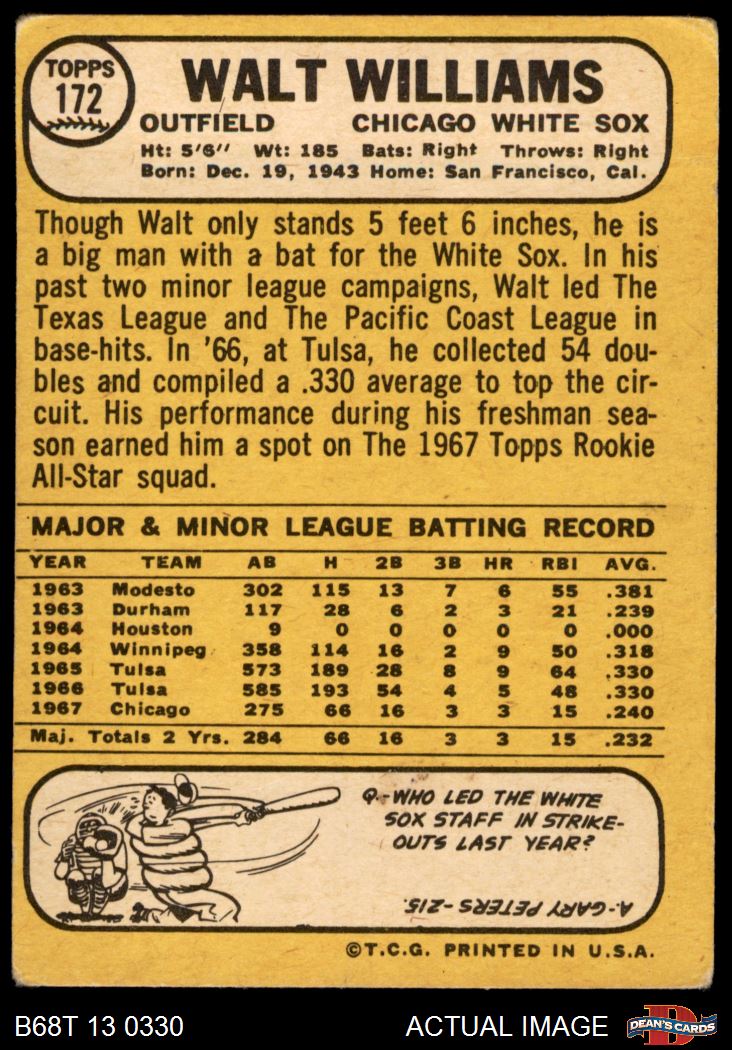 TOPPS
172
WALT WILLIAMS
OUTFIELD CHICAGO WHITE SOX
Ht: 5'6" Wt: 185 Bats: Right Throws: Right
Born: Dec. 19, 1943 Home: San Francisco, Cal.
Though Walt only stands 5 feet 6 inches, he is
a big man with a bat for the White Sox. In his
past two minor league campaigns, Walt led The
Texas League and The Pacific Coast League in
base-hits. In '66, at Tulsa, he collected 54 dou-
bles and compiled a .330 average to top the cir-
cuit. His performance during his freshman sea-
son earned him a spot on The 1967 Topps Rookie
All-Star squad.
MAJOR & MINOR LEAGUE BATTING RECORD
YEAR TEAM AB H 2B 3B HR RBI AVG.
1963 Modesto 302 115 13 7 6 55 .381
1963 Durham 117 28 6 2 3 21 .239
1964 Houston 9 0 0 0 0 0 .000
1964 Winnipeg 358 114 16 2 9 50 .318
1965 Tulsa 573 189 28 8 9 64 .330
1966 Tulsa 585 193 54 4 5 48 .330
1967 Chicago 275 66 16 3 3 15 .240
Maj. Totals 2 Yrs. 284 66 16 3 3 15 .232
Q-WHO LED THE WHITE
SOX STAFF IN STRIKE-
OUTS LAST YEAR?
A-GARY PETERS-215.
©T.C.G. PRINTED IN U.S.A.
B68T 13 0330 ACTUAL IMAGE
DEAN'S CARDS